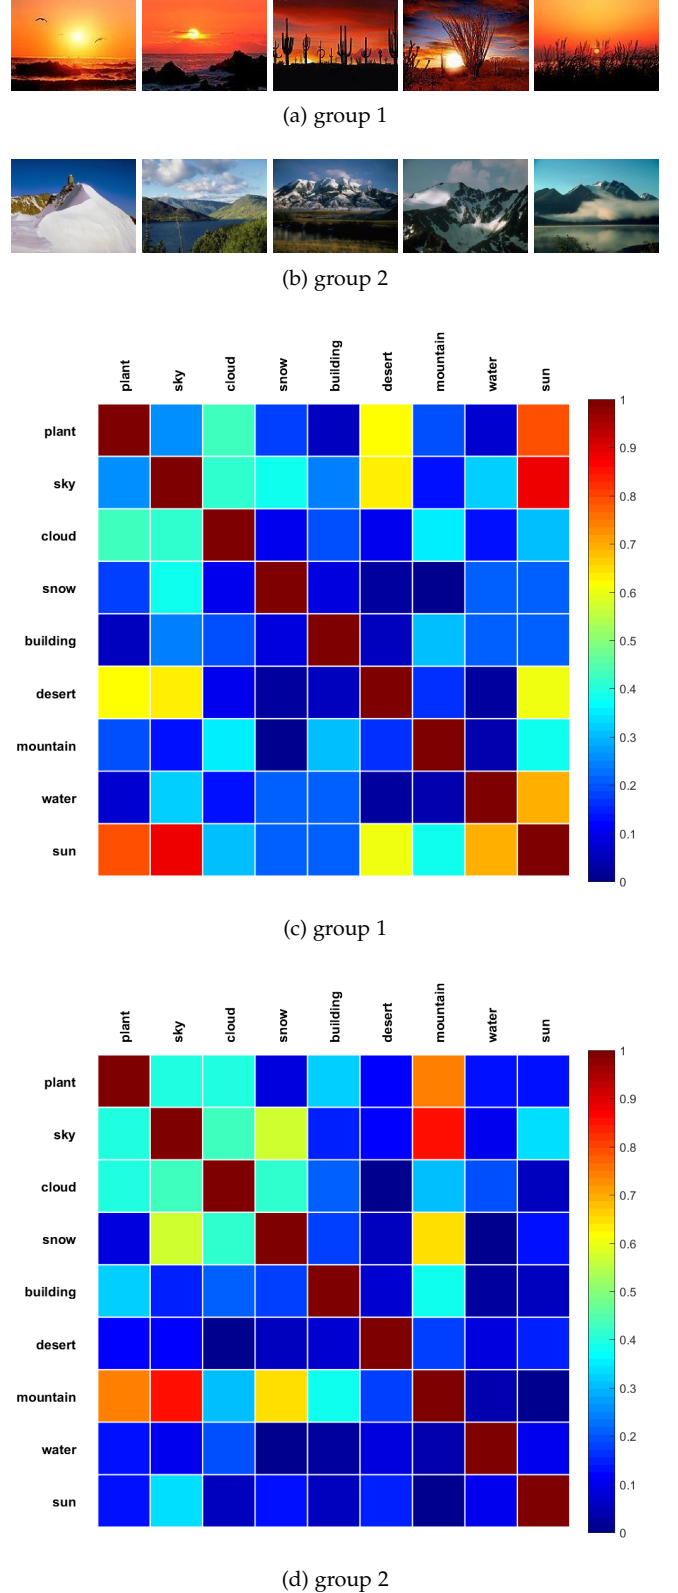 (a) group 1
(b) group 2
plant sky cloud snow building desert mountain water sun
plant
sky
cloud
snow
building
desert
mountain
water
sun
1
0.9
0.8
0.7
0.6
0.5
0.4
0.3
0.2
0.1
0
(c) group 1
plant sky cloud snow building desert mountain water sun
plant
sky
cloud
snow
building
desert
mountain
water
sun
1
0.9
0.8
0.7
0.6
0.5
0.4
0.3
0.2
0.1
0
(d) group 2